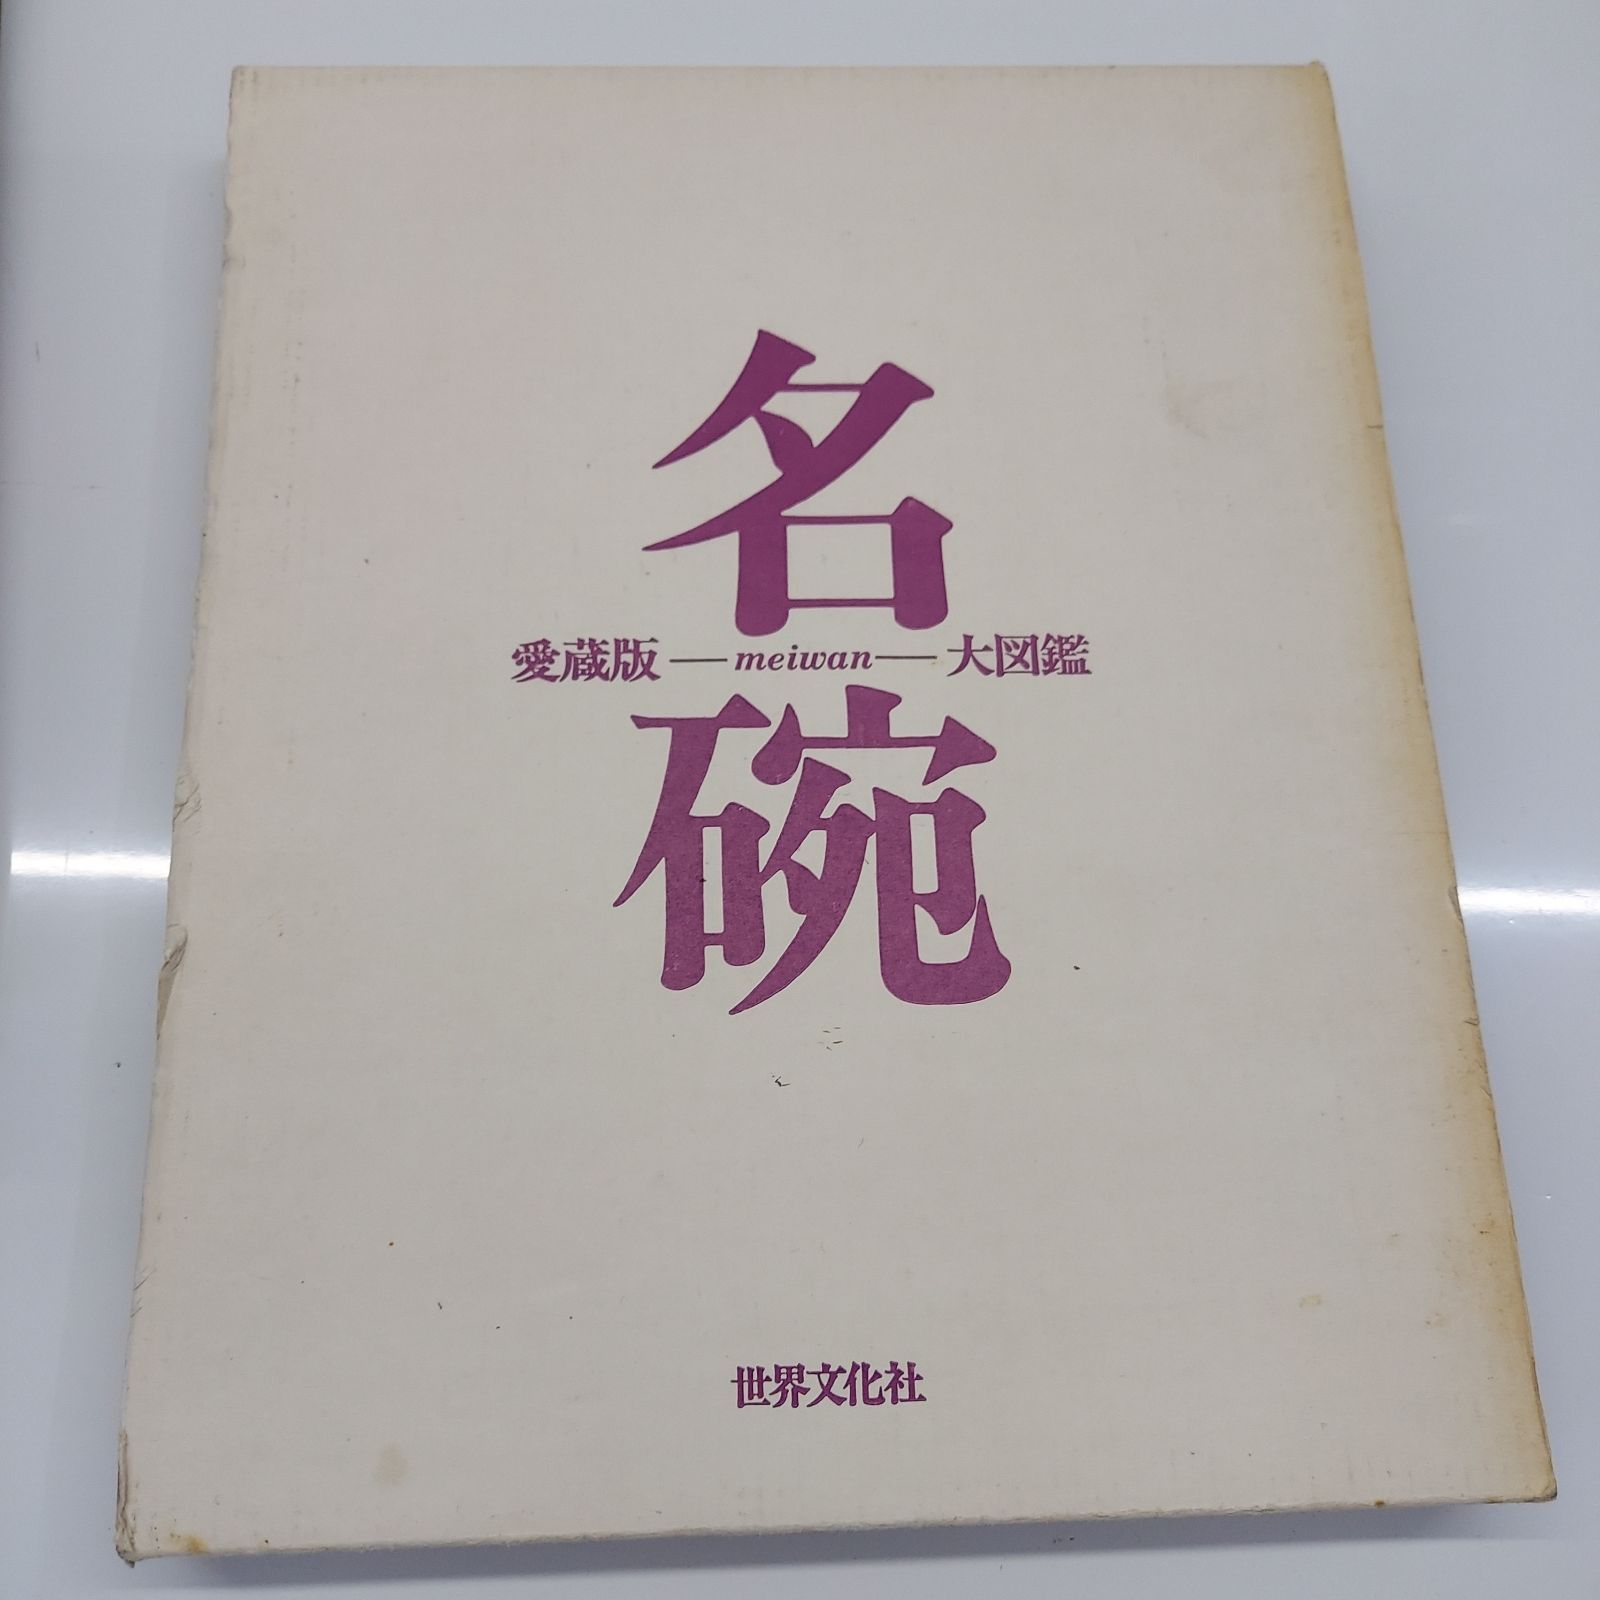 名
愛蔵版―meiwan―大図鑑
碗
世界文化社